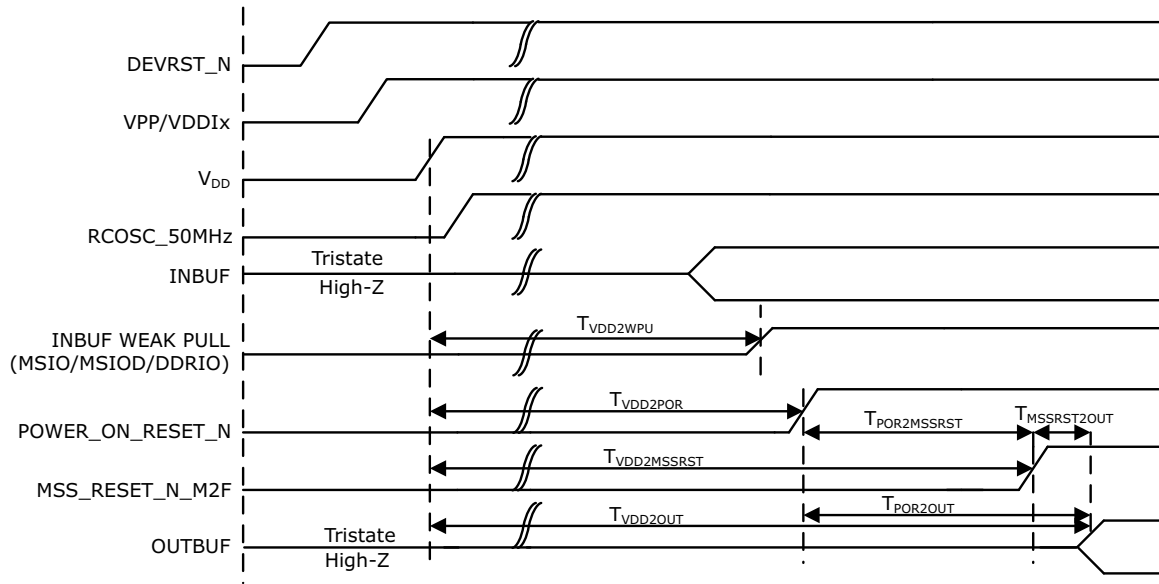 DEVRST_N
VPP/VDDIx
VDD
RCOSC_50MHz
Tristate
INBUF
High-Z
TVDD2WPU
INBUF WEAK PULL
(MSIO/MSIOD/DDRIO)
TVDD2POR
TPOR2MSSRST
TMSSRST2OUT
POWER_ON_RESET_N
TVDD2MSSRST
MSS_RESET_N_M2F
TPOR2OUT
TVDD2OUT
Tristate
OUTBUF
High-Z